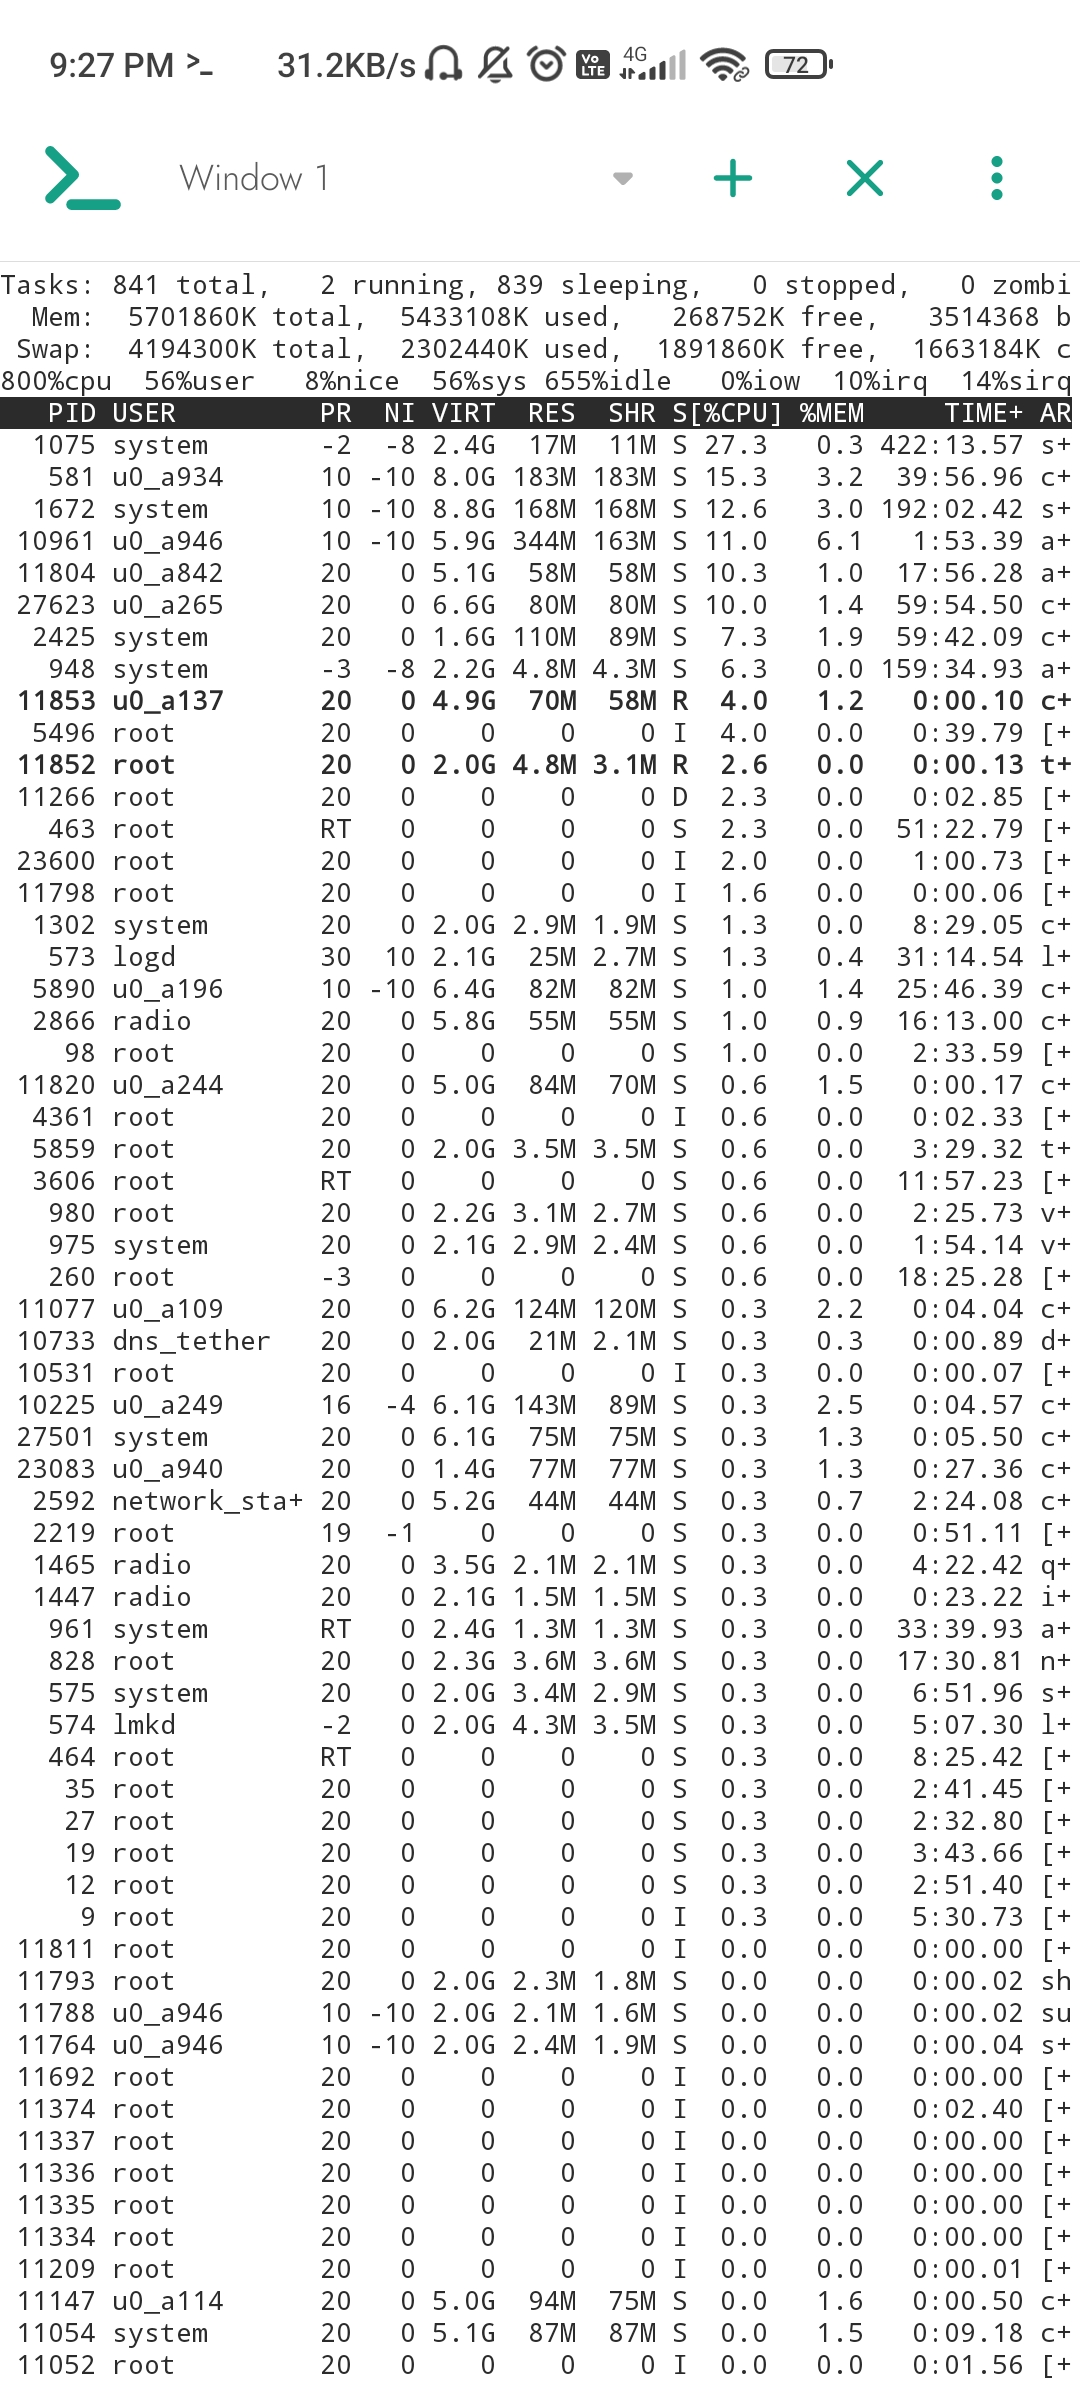 9:27 PM >_ 31.2KB/s Vo LTE 4G 72
>_ Window 1
Tasks: 841 total,   2 running, 839 sleeping,   0 stopped,   0 zombi
  Mem:  5701860K total,  5433108K used,   268752K free,   3514368 b
 Swap:  4194300K total,  2302440K used,  1891860K free,  1663184K c
800%cpu  56%user   8%nice  56%sys 655%idle   0%iow  10%irq  14%sirq
PID USER PR NI VIRT RES SHR S[%CPU] %MEM TIME+ AR
1075 system -2 -8 2.4G 17M 11M S 27.3 0.3 422:13.57 s+
581 u0_a934 10 -10 8.0G 183M 183M S 15.3 3.2 39:56.96 c+
1672 system 10 -10 8.8G 168M 168M S 12.6 3.0 192:02.42 s+
10961 u0_a946 10 -10 5.9G 344M 163M S 11.0 6.1 1:53.39 a+
11804 u0_a842 20 0 5.1G 58M 58M S 10.3 1.0 17:56.28 a+
27623 u0_a265 20 0 6.6G 80M 80M S 10.0 1.4 59:54.50 c+
2425 system 20 0 1.6G 110M 89M S 7.3 1.9 59:42.09 c+
948 system -3 -8 2.2G 4.8M 4.3M S 6.3 0.0 159:34.93 a+
11853 u0_a137 20 0 4.9G 70M 58M R 4.0 1.2 0:00.10 c+
5496 root 20 0 0 0 0 I 4.0 0.0 0:39.79 [+
11852 root 20 0 2.0G 4.8M 3.1M R 2.6 0.0 0:00.13 t+
11266 root 20 0 0 0 0 D 2.3 0.0 0:02.85 [+
463 root RT 0 0 0 0 S 2.3 0.0 51:22.79 [+
23600 root 20 0 0 0 0 I 2.0 0.0 1:00.73 [+
11798 root 20 0 0 0 0 I 1.6 0.0 0:00.06 [+
1302 system 20 0 2.0G 2.9M 1.9M S 1.3 0.0 8:29.05 c+
573 logd 30 10 2.1G 25M 2.7M S 1.3 0.4 31:14.54 l+
5890 u0_a196 10 -10 6.4G 82M 82M S 1.0 1.4 25:46.39 c+
2866 radio 20 0 5.8G 55M 55M S 1.0 0.9 16:13.00 c+
98 root 20 0 0 0 0 S 1.0 0.0 2:33.59 [+
11820 u0_a244 20 0 5.0G 84M 70M S 0.6 1.5 0:00.17 c+
4361 root 20 0 0 0 0 I 0.6 0.0 0:02.33 [+
5859 root 20 0 2.0G 3.5M 3.5M S 0.6 0.0 3:29.32 t+
3606 root RT 0 0 0 0 S 0.6 0.0 11:57.23 [+
980 root 20 0 2.2G 3.1M 2.7M S 0.6 0.0 2:25.73 v+
975 system 20 0 2.1G 2.9M 2.4M S 0.6 0.0 1:54.14 v+
260 root -3 0 0 0 0 S 0.6 0.0 18:25.28 [+
11077 u0_a109 20 0 6.2G 124M 120M S 0.3 2.2 0:04.04 c+
10733 dns_tether 20 0 2.0G 21M 2.1M S 0.3 0.3 0:00.89 d+
10531 root 20 0 0 0 0 I 0.3 0.0 0:00.07 [+
10225 u0_a249 16 -4 6.1G 143M 89M S 0.3 2.5 0:04.57 c+
27501 system 20 0 6.1G 75M 75M S 0.3 1.3 0:05.50 c+
23083 u0_a940 20 0 1.4G 77M 77M S 0.3 1.3 0:27.36 c+
2592 network_sta+ 20 0 5.2G 44M 44M S 0.3 0.7 2:24.08 c+
2219 root 19 -1 0 0 0 S 0.3 0.0 0:51.11 [+
1465 radio 20 0 3.5G 2.1M 2.1M S 0.3 0.0 4:22.42 q+
1447 radio 20 0 2.1G 1.5M 1.5M S 0.3 0.0 0:23.22 i+
961 system RT 0 2.4G 1.3M 1.3M S 0.3 0.0 33:39.93 a+
828 root 20 0 2.3G 3.6M 3.6M S 0.3 0.0 17:30.81 n+
575 system 20 0 2.0G 3.4M 2.9M S 0.3 0.0 6:51.96 s+
574 lmkd -2 0 2.0G 4.3M 3.5M S 0.3 0.0 5:07.30 l+
464 root RT 0 0 0 0 S 0.3 0.0 8:25.42 [+
35 root 20 0 0 0 0 S 0.3 0.0 2:41.45 [+
27 root 20 0 0 0 0 S 0.3 0.0 2:32.80 [+
19 root 20 0 0 0 0 S 0.3 0.0 3:43.66 [+
12 root 20 0 0 0 0 S 0.3 0.0 2:51.40 [+
9 root 20 0 0 0 0 I 0.3 0.0 5:30.73 [+
11811 root 20 0 0 0 0 I 0.0 0.0 0:00.00 [+
11793 root 20 0 2.0G 2.3M 1.8M S 0.0 0.0 0:00.02 sh
11788 u0_a946 10 -10 2.0G 2.1M 1.6M S 0.0 0.0 0:00.02 su
11764 u0_a946 10 -10 2.0G 2.4M 1.9M S 0.0 0.0 0:00.04 s+
11692 root 20 0 0 0 0 I 0.0 0.0 0:00.00 [+
11374 root 20 0 0 0 0 I 0.0 0.0 0:02.40 [+
11337 root 20 0 0 0 0 I 0.0 0.0 0:00.00 [+
11336 root 20 0 0 0 0 I 0.0 0.0 0:00.00 [+
11335 root 20 0 0 0 0 I 0.0 0.0 0:00.00 [+
11334 root 20 0 0 0 0 I 0.0 0.0 0:00.00 [+
11209 root 20 0 0 0 0 I 0.0 0.0 0:00.01 [+
11147 u0_a114 20 0 5.0G 94M 75M S 0.0 1.6 0:00.50 c+
11054 system 20 0 5.1G 87M 87M S 0.0 1.5 0:09.18 c+
11052 root 20 0 0 0 0 I 0.0 0.0 0:01.56 [+